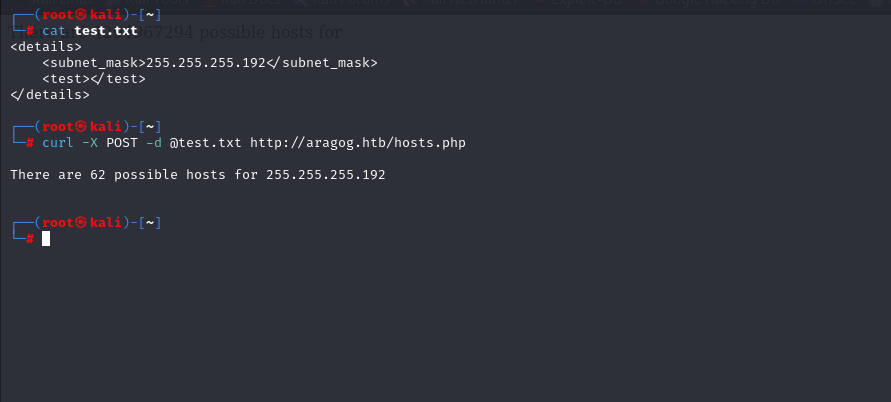 ┌──(root㉿kali)-[~]
└─# cat test.txt
<details>
    <subnet_mask>255.255.255.192</subnet_mask>
    <test></test>
</details>
┌──(root㉿kali)-[~]
└─# curl -X POST -d @test.txt http://aragog.htb/hosts.php
There are 62 possible hosts for 255.255.255.192
┌──(root㉿kali)-[~]
└─#